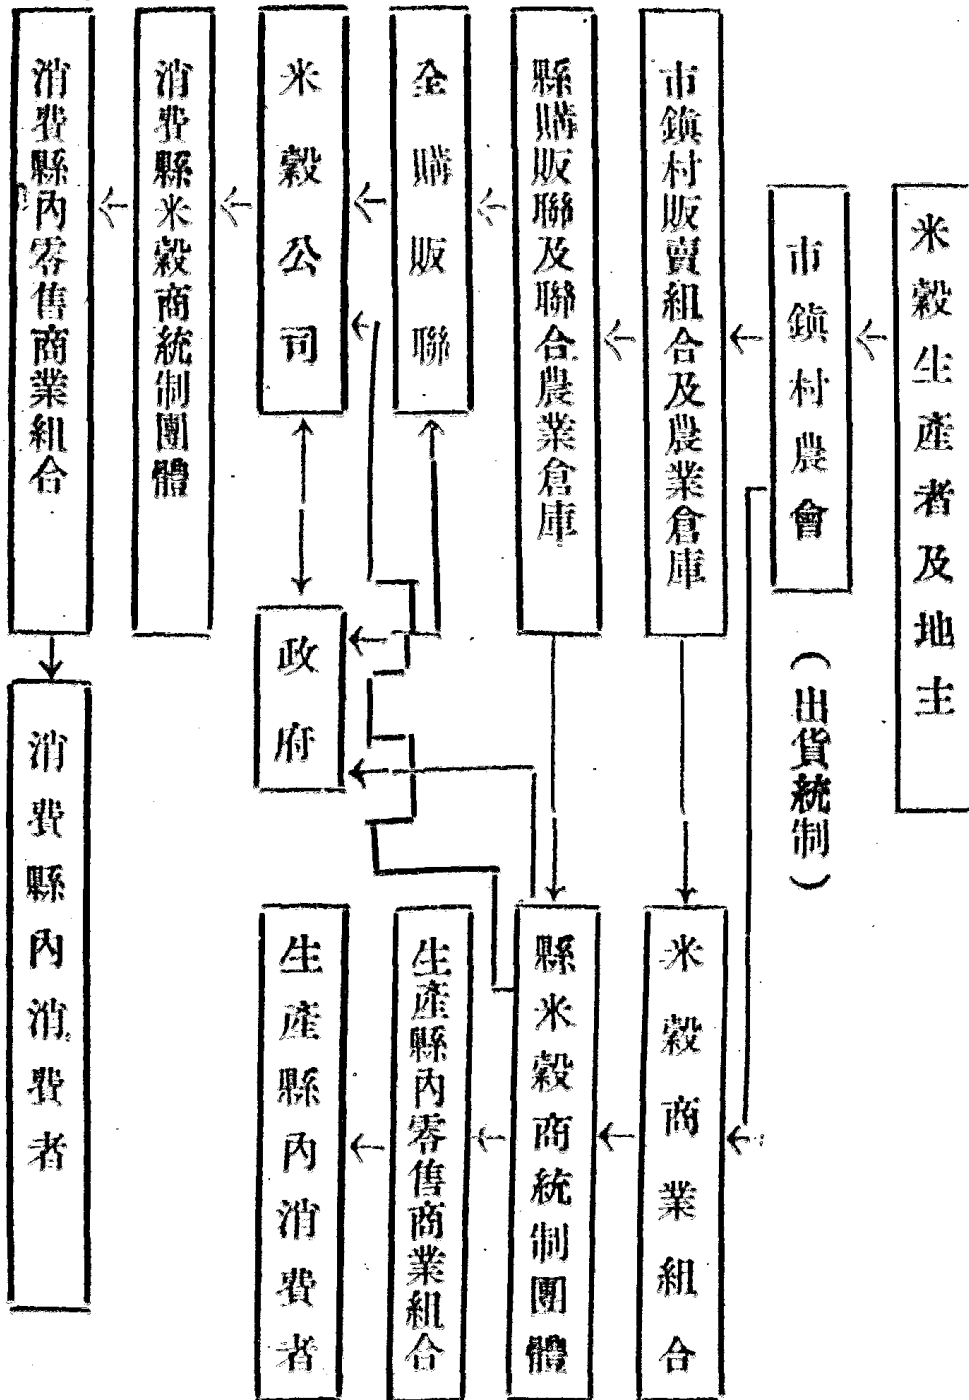 米穀生產者及地主
市鎭村農會
(出貨統制)
市鎭村販賣組合及農業倉庫
米穀商業組合
縣購販聯及聯合農業倉庫
縣米穀商統制團體
全購販聯
生產縣內零售商業組合
米穀公司
政府
生產縣內消費者
消費縣米穀商統制團體
消費縣內零售商業組合
消費縣內消費者